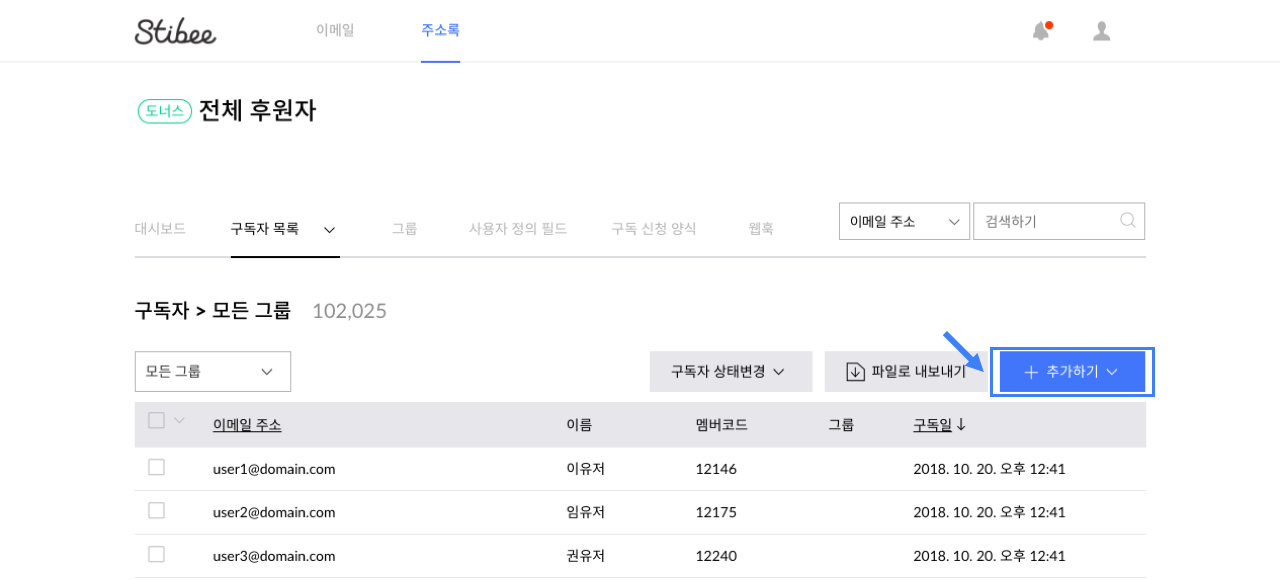 Stibee 이메일 주소록
도너스 전체 후원자
대시보드 구독자 목록 그룹 사용자 정의 필드 구독 신청 양식 웹훅 이메일 주소 검색하기
구독자 > 모든 그룹 102,025
모든 그룹 구독자 상태변경 파일로 내보내기 + 추가하기
이메일 주소 이름 멤버코드 그룹 구독일↓
user1@domain.com 이유저 12146 2018. 10. 20. 오후 12:41
user2@domain.com 임유저 12175 2018. 10. 20. 오후 12:41
user3@domain.com 권유저 12240 2018. 10. 20. 오후 12:41